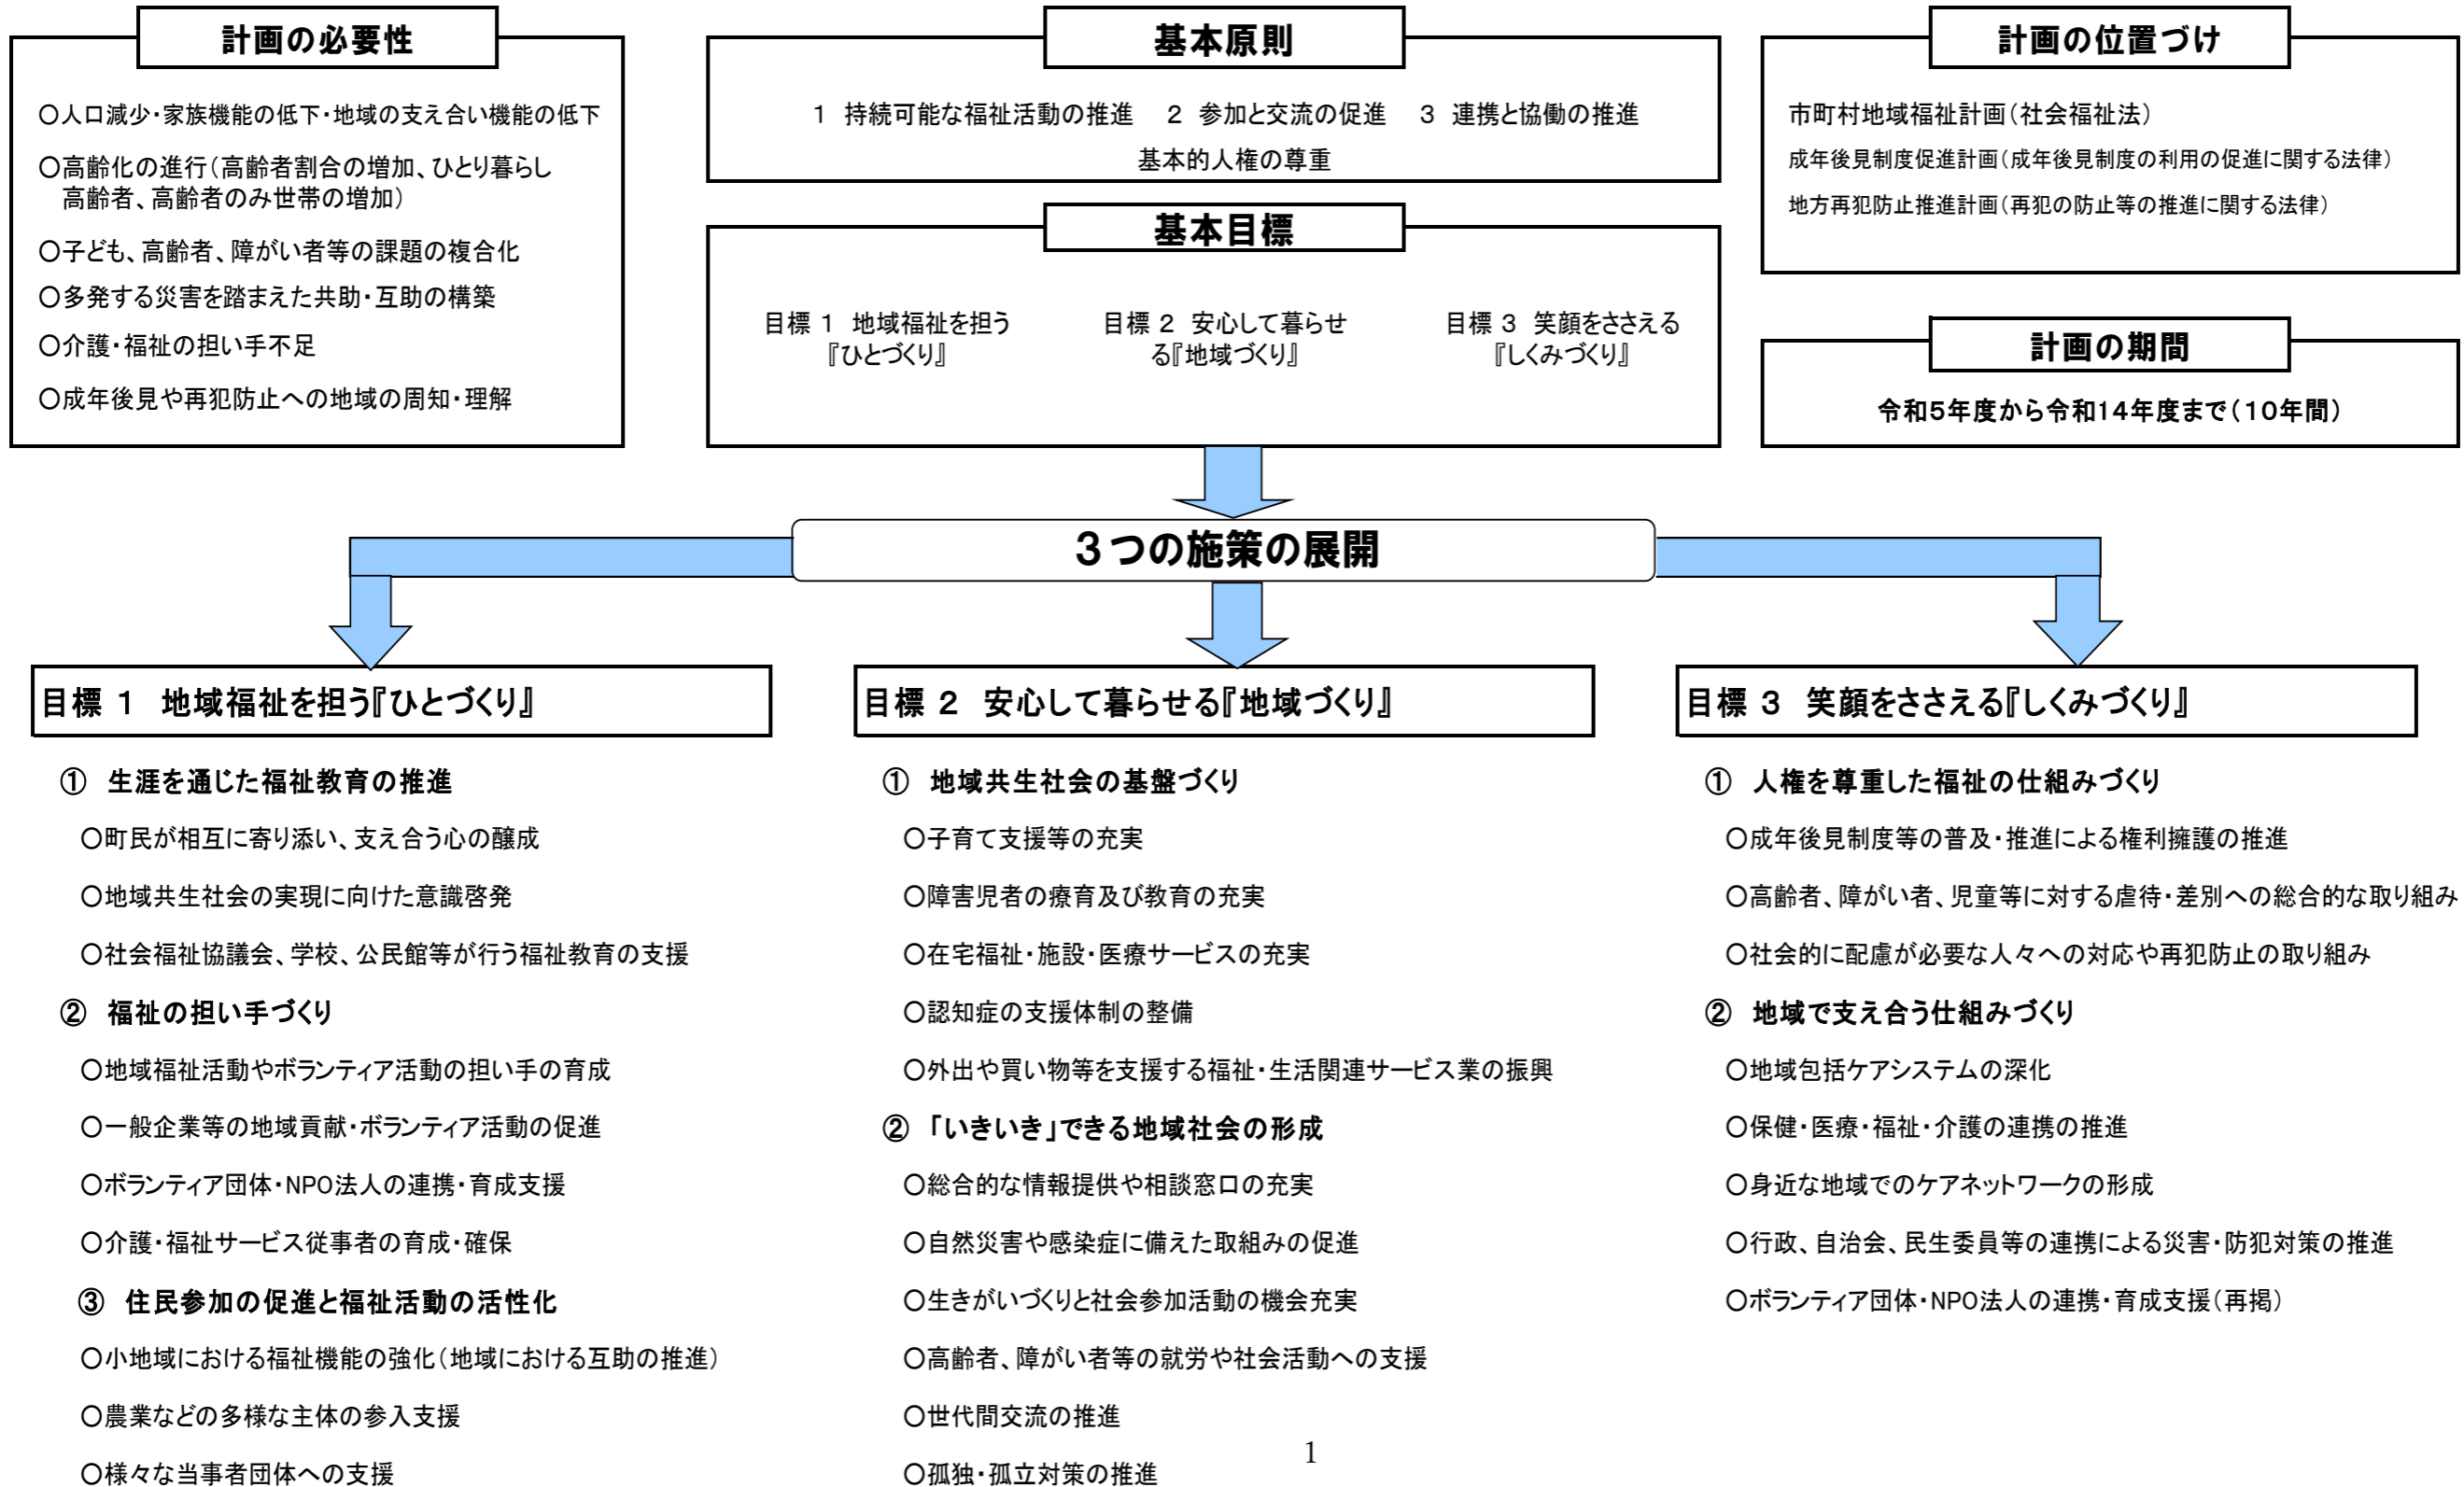 計画の必要性
〇人口減少・家族機能の低下・地域の支え合い機能の低下
〇高齢化の進行（高齢者割合の増加、ひとり暮らし
高齢者、高齢者のみ世帯の増加）
〇子ども、高齢者、障がい者等の課題の複合化
〇多発する災害を踏まえた共助・互助の構築
〇介護・福祉の担い手不足
〇成年後見や再犯防止への地域の周知・理解
基本原則
１　持続可能な福祉活動の推進　２　参加と交流の促進　３　連携と協働の推進
基本的人権の尊重
基本目標
目標 １　地域福祉を担う
『ひとづくり』
目標 ２　安心して暮らせ
る『地域づくり』
目標 ３　笑顔をささえる
『しくみづくり』
計画の位置づけ
市町村地域福祉計画（社会福祉法）
成年後見制度促進計画（成年後見制度の利用の促進に関する法律）
地方再犯防止推進計画（再犯の防止等の推進に関する法律）
計画の期間
令和５年度から令和１４年度まで（１０年間）
３つの施策の展開
目標 １　地域福祉を担う『ひとづくり』
①　生涯を通じた福祉教育の推進
〇町民が相互に寄り添い、支え合う心の醸成
〇地域共生社会の実現に向けた意識啓発
〇社会福祉協議会、学校、公民館等が行う福祉教育の支援
②　福祉の担い手づくり
〇地域福祉活動やボランティア活動の担い手の育成
〇一般企業等の地域貢献・ボランティア活動の促進
〇ボランティア団体・NPO法人の連携・育成支援
〇介護・福祉サービス従事者の育成・確保
③　住民参加の促進と福祉活動の活性化
〇小地域における福祉機能の強化（地域における互助の推進）
〇農業などの多様な主体の参入支援
〇様々な当事者団体への支援
目標 ２　安心して暮らせる『地域づくり』
①　地域共生社会の基盤づくり
〇子育て支援等の充実
〇障害児者の療育及び教育の充実
〇在宅福祉・施設・医療サービスの充実
〇認知症の支援体制の整備
〇外出や買い物等を支援する福祉・生活関連サービス業の振興
②　「いきいき」できる地域社会の形成
〇総合的な情報提供や相談窓口の充実
〇自然災害や感染症に備えた取組みの促進
〇生きがいづくりと社会参加活動の機会充実
〇高齢者、障がい者等の就労や社会活動への支援
〇世代間交流の推進
〇孤独・孤立対策の推進
目標 ３　笑顔をささえる『しくみづくり』
①　人権を尊重した福祉の仕組みづくり
〇成年後見制度等の普及・推進による権利擁護の推進
〇高齢者、障がい者、児童等に対する虐待・差別への総合的な取り組み
〇社会的に配慮が必要な人々への対応や再犯防止の取り組み
②　地域で支え合う仕組みづくり
〇地域包括ケアシステムの深化
〇保健・医療・福祉・介護の連携の推進
〇身近な地域でのケアネットワークの形成
〇行政、自治会、民生委員等の連携による災害・防犯対策の推進
〇ボランティア団体・NPO法人の連携・育成支援（再掲）
1